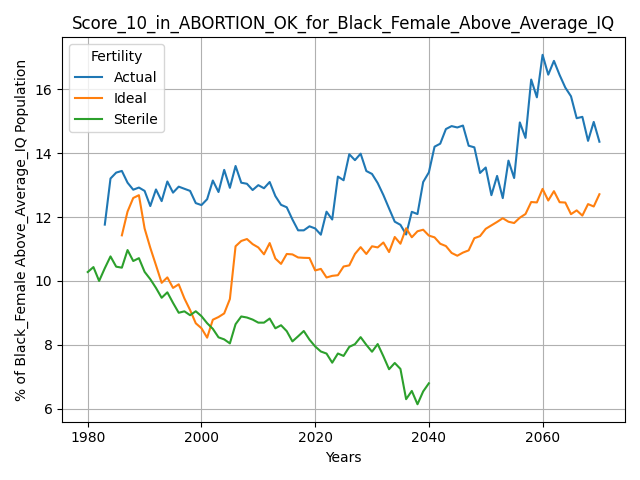 Score_10_in_ABORTION_OK_for_Black_Female_Above_Average_IQ
Fertility
Actual
Ideal
Sterile
% of Black_Female Above_Average_IQ Population
16
14
12
10
8
6
1980
2000
2020
2040
2060
Years